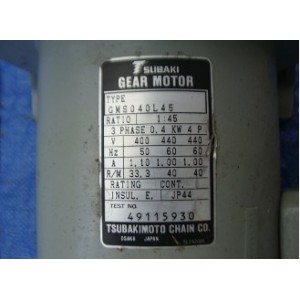 TSUBAKI
GEAR MOTOR
TYPE
GMS040L45
RATIO 1:45
3 PHASE 0.4 KW 4 P
V 400 440 440
Hz 50 60 60
A 1.10 1.00 1.00
R/M 33.3 40 40
RATING CONT.
INSUL. E. JP44
TEST NO.
4911593D
TSUBAKIMOTO CHAIN CO.
OSAKA JAPAN